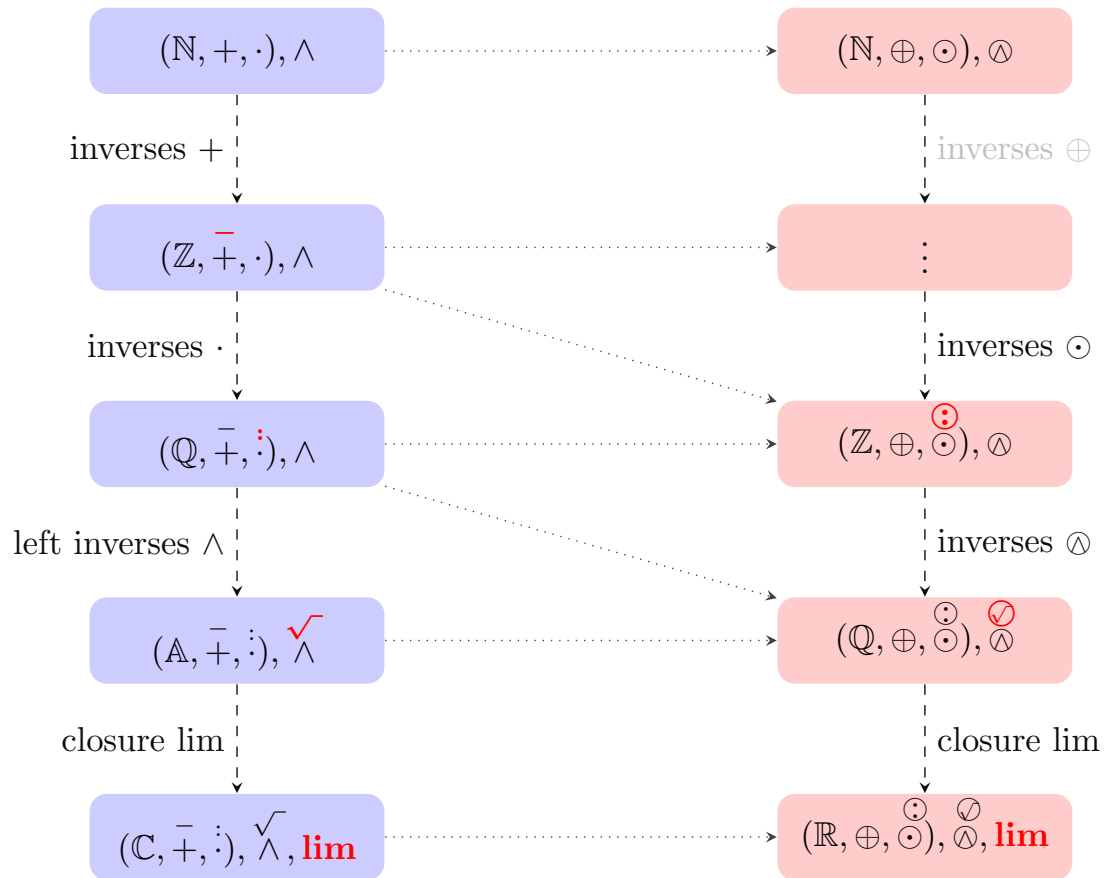 (ℕ, +, ·), ∧
(ℕ, ⊕, ⊙), ⨇
inverses +
inverses ⊕
(ℤ, ∓, ·), ∧
⋮
inverses ·
inverses ⊙
(ℚ, ∓, ⋮), ∧
(ℤ, ⊕, ⊙), ⨇
left inverses ∧
inverses ⨇
(𝔸, ∓, ⋮), √ ∧
(ℚ, ⊕, ⊙), ⨇
closure lim
closure lim
(ℂ, ∓, ⋮), √ ∧, lim
(ℝ, ⊕, ⊙), ⨇, lim